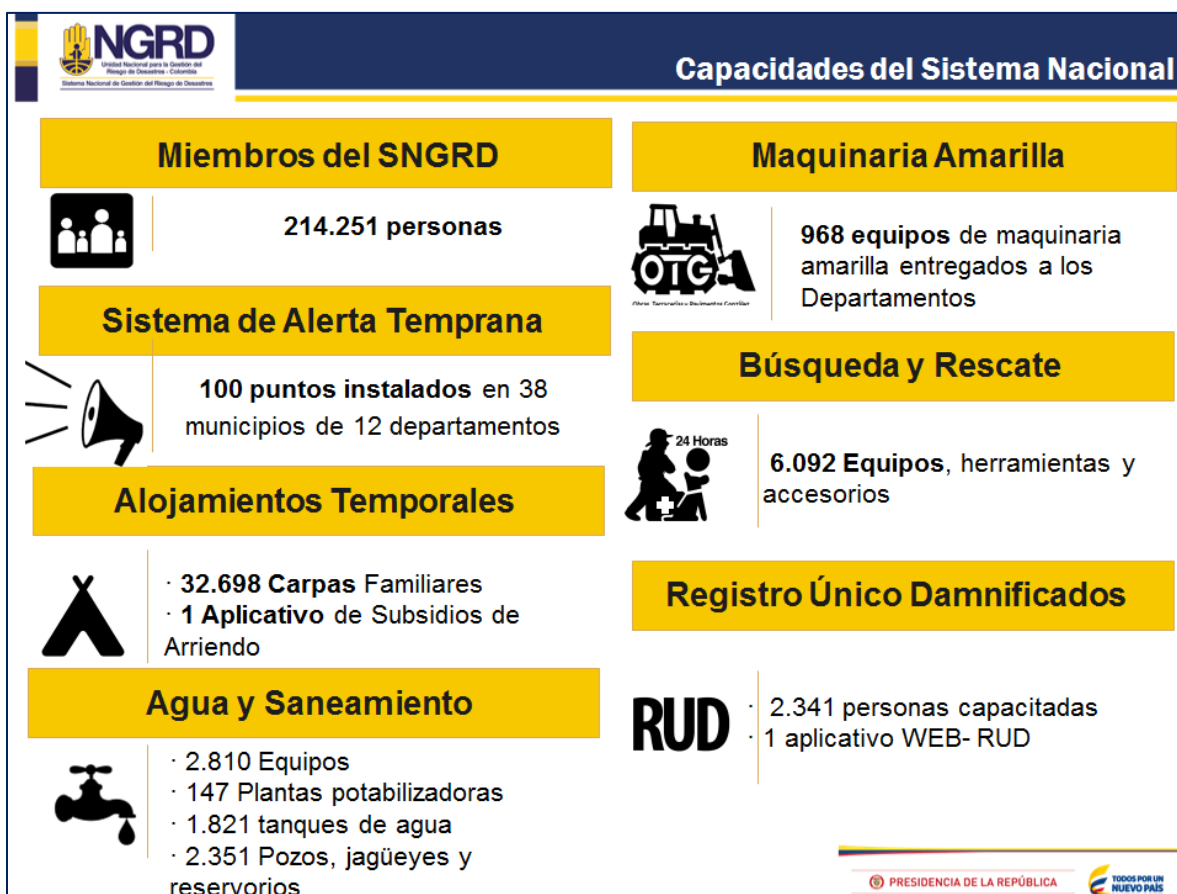 NGRD
Unidad Nacional para la Gestión del
Riesgo de Desastres - Colombia
Sistema Nacional de Gestión del Riesgo de Desastres
Capacidades del Sistema Nacional
Miembros del SNGRD
214.251 personas
Sistema de Alerta Temprana
100 puntos instalados en 38
municipios de 12 departamentos
Alojamientos Temporales
· 32.698 Carpas Familiares
· 1 Aplicativo de Subsidios de
Arriendo
Agua y Saneamiento
· 2.810 Equipos
· 147 Plantas potabilizadoras
· 1.821 tanques de agua
· 2.351 Pozos, jagüeyes y
reservorios
Maquinaria Amarilla
OTG
Obras, Terracerías y Pavimentos González
968 equipos de maquinaria
amarilla entregados a los
Departamentos
Búsqueda y Rescate
24 Horas
6.092 Equipos, herramientas y
accesorios
Registro Único Damnificados
RUD
· 2.341 personas capacitadas
· 1 aplicativo WEB- RUD
PRESIDENCIA DE LA REPÚBLICA
TODOS POR UN
NUEVO PAÍS